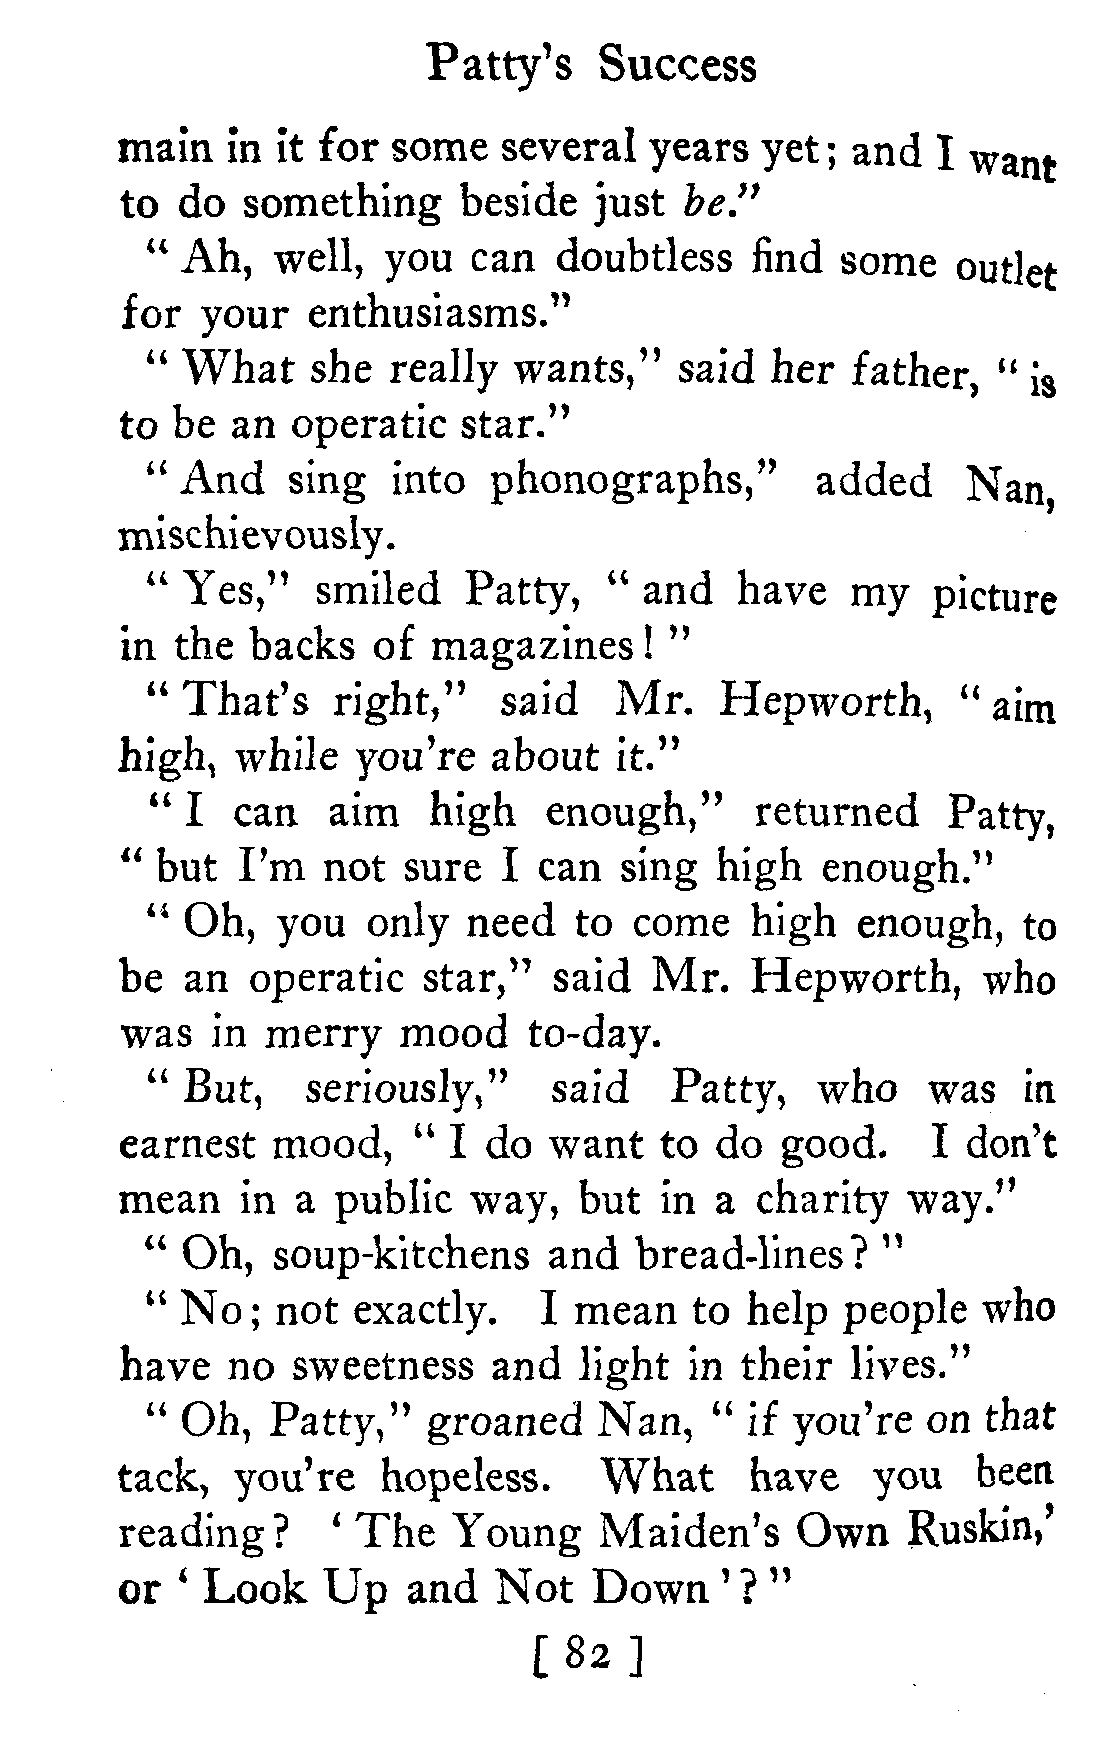 Patty's Success
main in it for some several years yet; and I want
to do something beside just be."
" Ah, well, you can doubtless find some outlet
for your enthusiasms."
" What she really wants," said her father, " is
to be an operatic star."
" And sing into phonographs," added Nan,
mischievously.
" Yes," smiled Patty, " and have my picture
in the backs of magazines! "
" That's right," said Mr. Hepworth, " aim
high, while you're about it."
" I can aim high enough," returned Patty,
" but I'm not sure I can sing high enough."
" Oh, you only need to come high enough, to
be an operatic star," said Mr. Hepworth, who
was in merry mood to-day.
" But, seriously," said Patty, who was in
earnest mood, " I do want to do good. I don't
mean in a public way, but in a charity way."
" Oh, soup-kitchens and bread-lines? "
" No; not exactly. I mean to help people who
have no sweetness and light in their lives."
" Oh, Patty," groaned Nan, " if you're on that
tack, you're hopeless. What have you been
reading? ' The Young Maiden's Own Ruskin,'
or ' Look Up and Not Down '? "
[ 82 ]